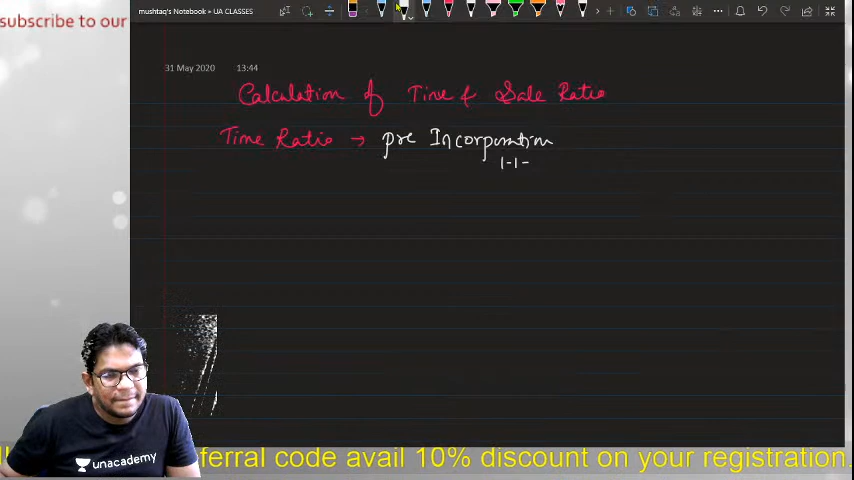 subscribe to our
mushtaq's Notebook » UA CLASSES
31 May 2020 13:44
Calculation of Time & Sale Ratio
Time Ratio → pre Incorporation
1-1-
unacademy
ferral code avail 10% discount on your registration.